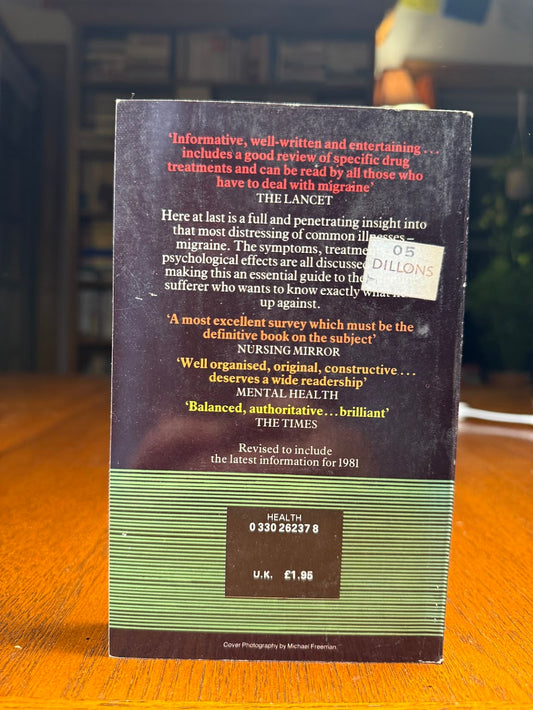 ‘Informative, well-written and entertaining...
includes a good review of specific drug
treatments and can be read by all those who
have to deal with migraine’
THE LANCET
Here at last is a full and penetrating insight into
that most distressing of common illnesses –
migraine. The symptoms,
psychological effects are all discussed
making this an essential guide to
sufferer who wants to know exactly what
up against.
05
DILLONS
‘A most excellent survey which must be the
definitive book on the subject’
NURSING MIRROR
‘Well organised, original, constructive...
deserves a wide readership’
MENTAL HEALTH
‘Balanced, authoritative...brilliant’
THE TIMES
Revised to include
the latest information for 1981
HEALTH
0 330 26237 8
U.K. £1.95
Cover Photography by Michael Freeman